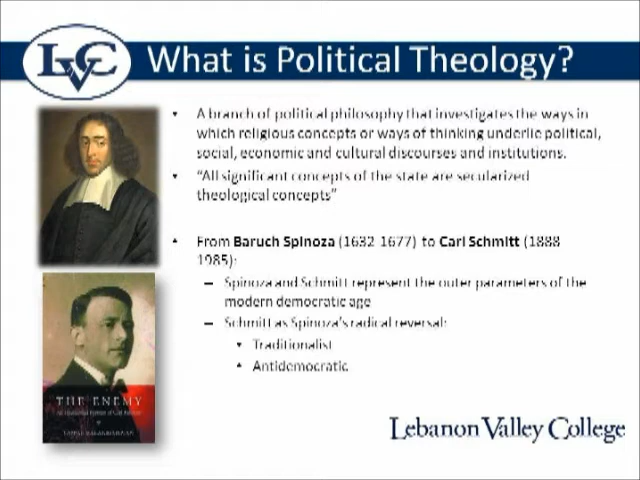 LVC
What is Political Theology?
• A branch of political philosophy that investigates the ways in
which religious concepts or ways of thinking underlie political,
social, economic and cultural discourses and institutions.
• "All significant concepts of the state are secularized
theological concepts"
• From Baruch Spinoza (1632-1677) to Carl Schmitt (1888-
1985):
– Spinoza and Schmitt represent the outer parameters of the
modern democratic age
– Schmitt as Spinoza's radical reversal:
• Traditionalist
• Antidemocratic
THE ENEMY
Lebanon Valley College